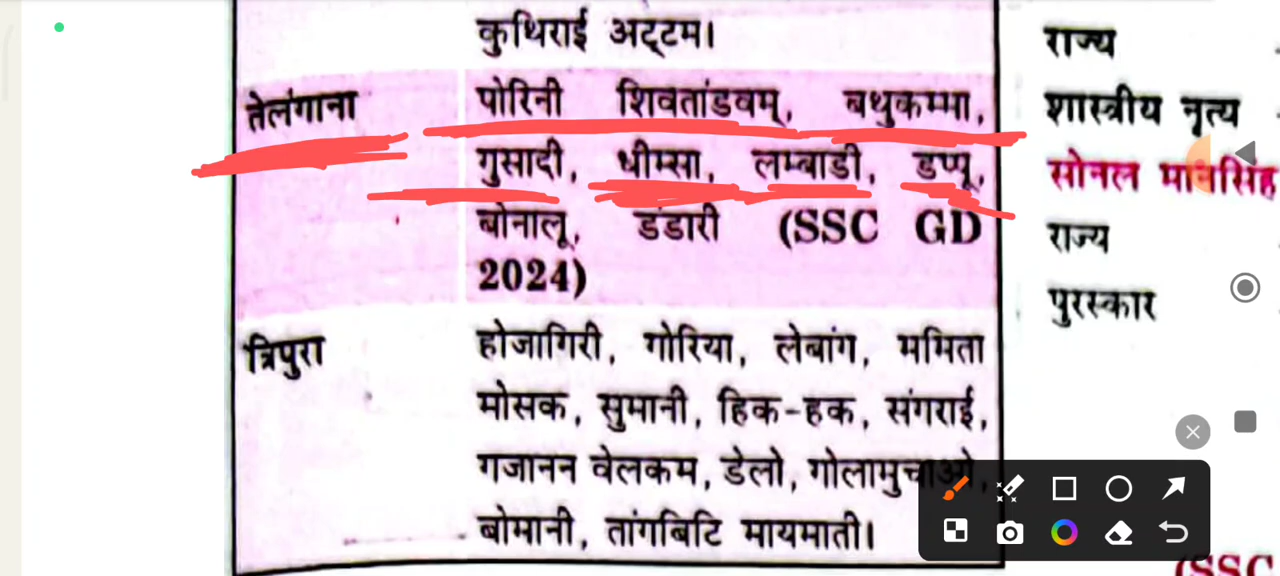 कुथिराई अट्टम।
तेलंगाना
पोरिनी शिवतांडवम्, बथुकम्मा,
गुसादी, धीम्सा, लम्बाडी, डप्पू,
बोनालू, डंडारी (SSC GD
2024)
त्रिपुरा
होजागिरी, गोरिया, लेबांग, ममिता
मोसक, सुमानी, हिक-हक, संगराई,
गजानन वेलकम, डेलो, गोलामुचाओ,
बोमानी, तांगबिटि मायमाती।
राज्य
शास्त्रीय नृत्य
सोनल मानसिंह
राज्य
पुरस्कार
(SSC